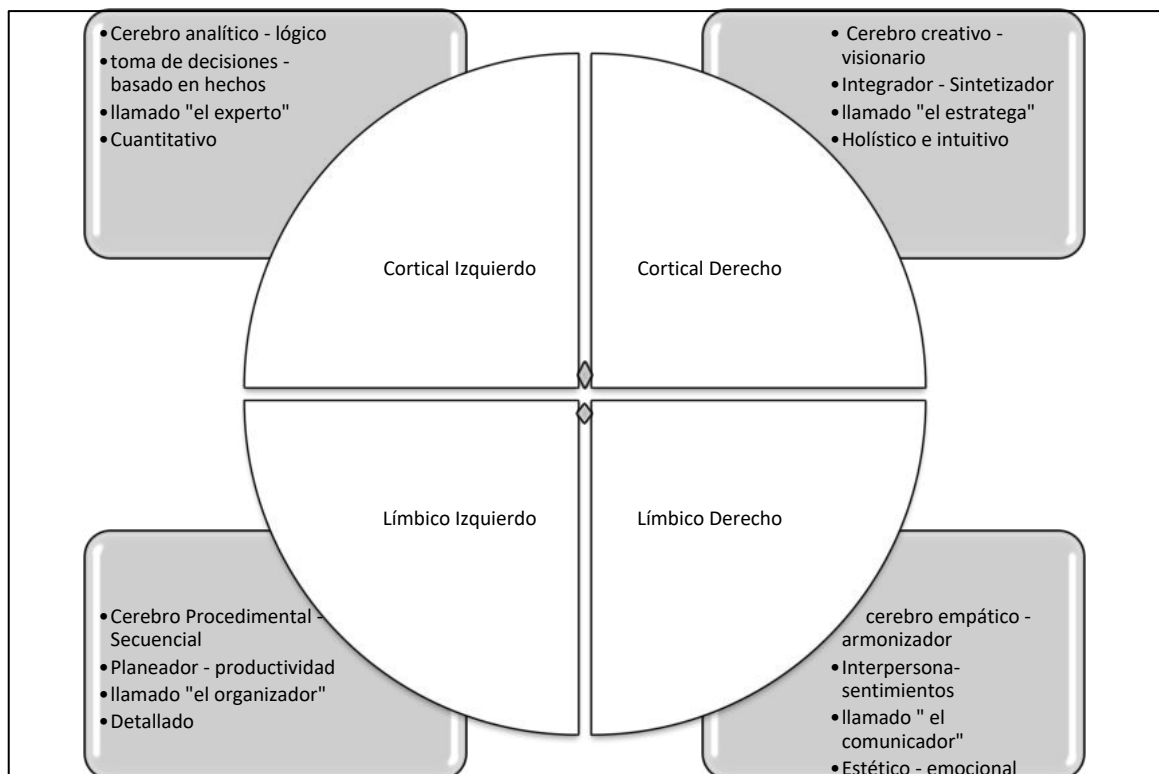 •Cerebro analítico - lógico
•toma de decisiones -
basado en hechos
•llamado "el experto"
•Cuantitativo
• Cerebro creativo -
visionario
•Integrador - Sintetizador
•llamado "el estratega"
•Holístico e intuitivo
Cortical Izquierdo
Cortical Derecho
Límbico Izquierdo
Límbico Derecho
•Cerebro Procedimental -
Secuencial
•Planeador - productividad
•llamado "el organizador"
•Detallado
cerebro empático -
armonizador
•Interpersona-
sentimientos
•llamado " el
comunicador"
•Estético - emocional